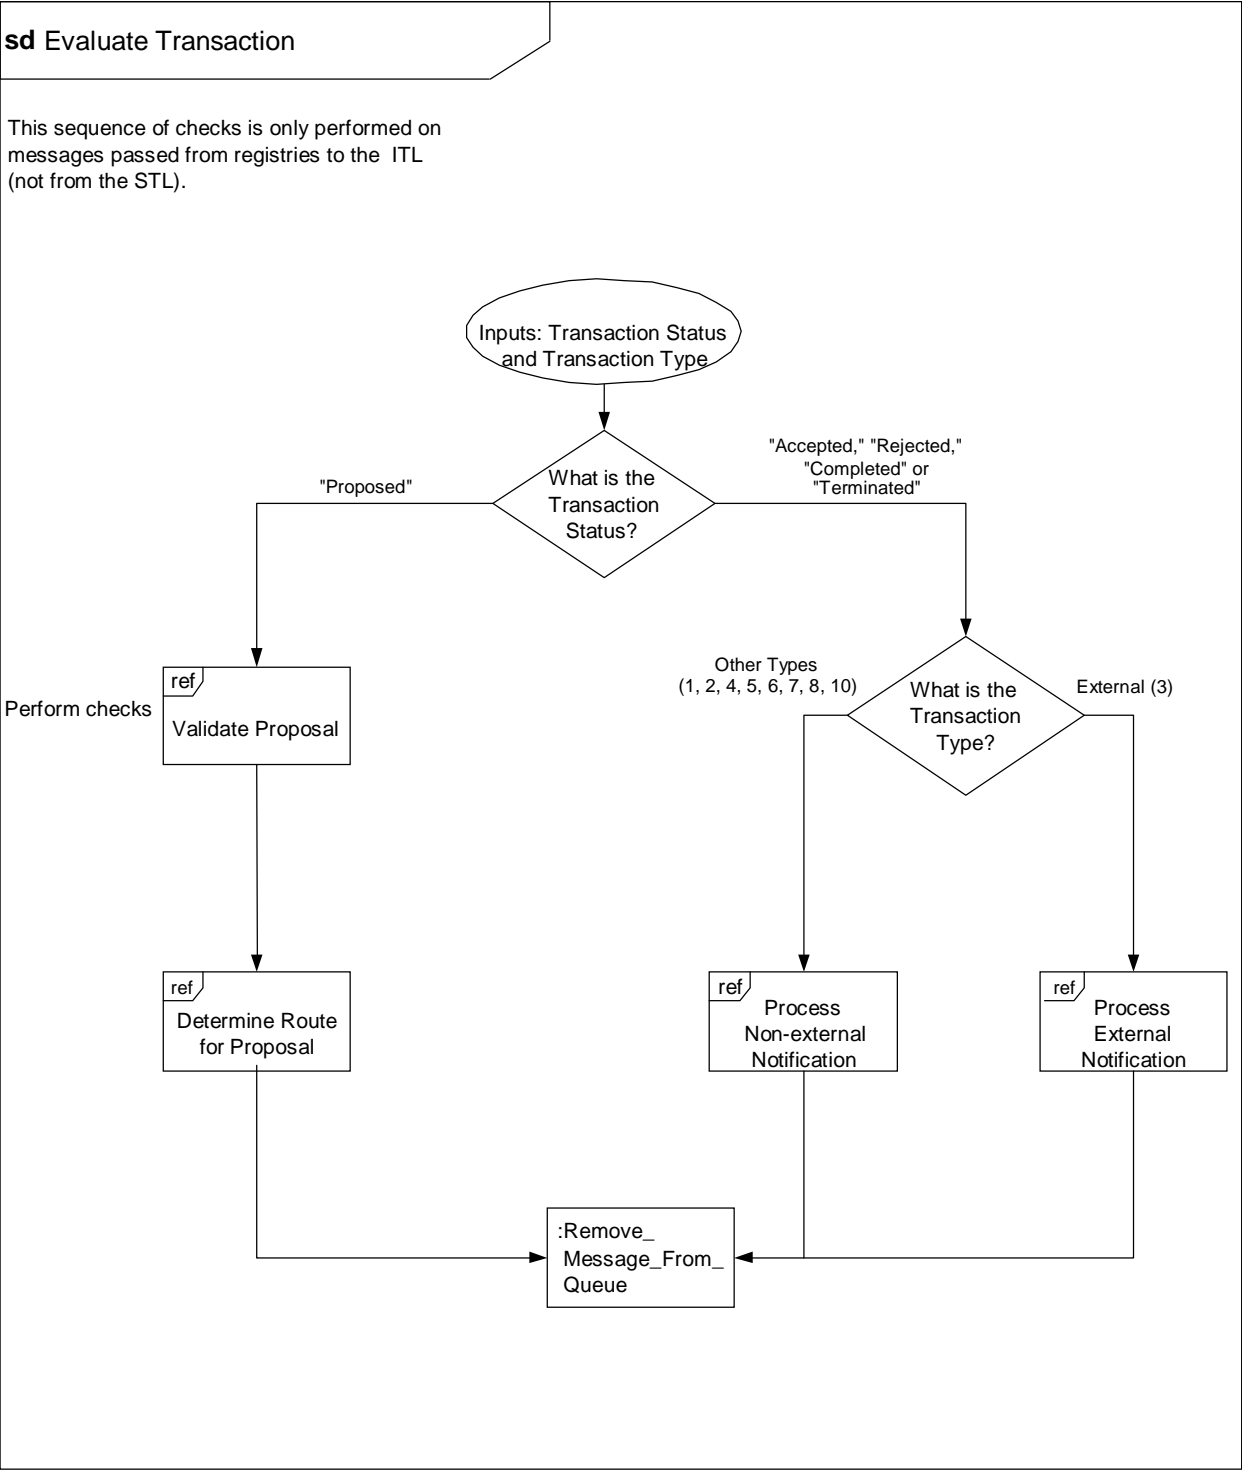 sd Evaluate Transaction
This sequence of checks is only performed on
messages passed from registries to the ITL
(not from the STL).
Inputs: Transaction Status
and Transaction Type
"Proposed"
What is the
Transaction
Status?
"Accepted," "Rejected,"
"Completed" or
"Terminated"
Other Types
(1, 2, 4, 5, 6, 7, 8, 10)
What is the
Transaction
Type?
External (3)
Perform checks
ref
Validate Proposal
ref
Determine Route
for Proposal
ref
Process
Non-external
Notification
ref
Process
External
Notification
:Remove_
Message_From_
Queue